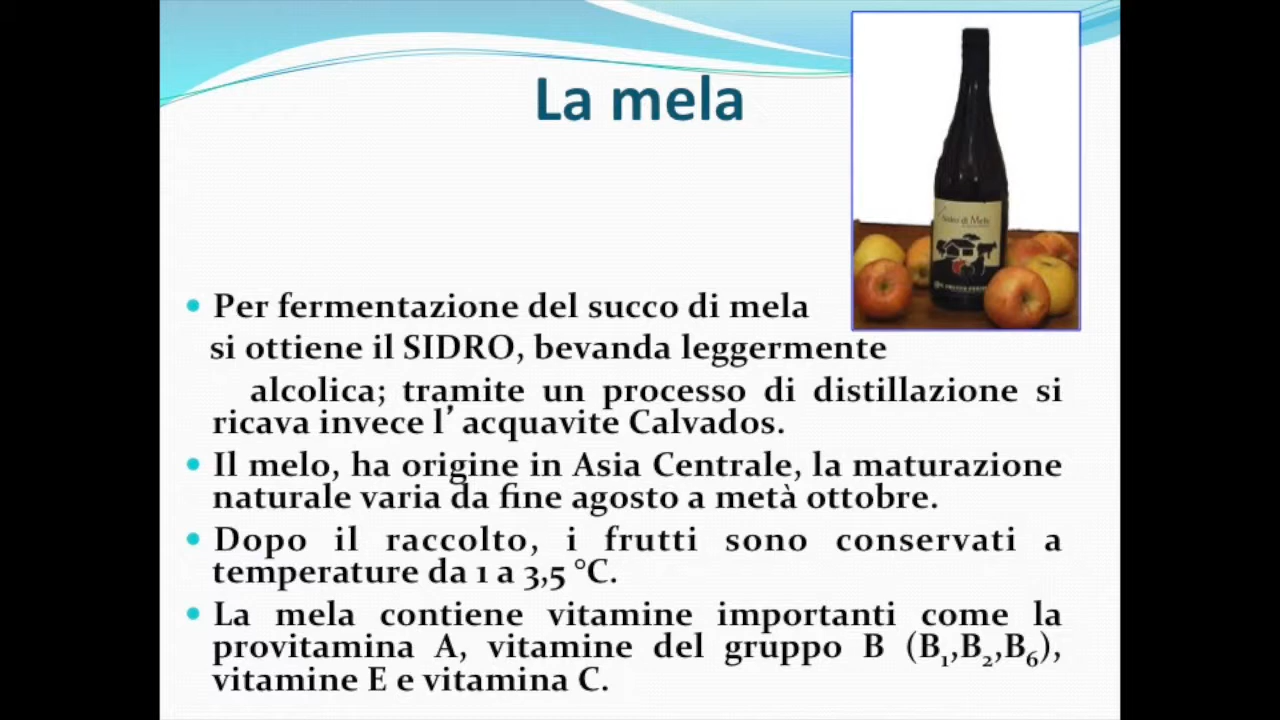 La mela
Sidro di Mele
• Per fermentazione del succo di mela
si ottiene il SIDRO, bevanda leggermente
alcolica; tramite un processo di distillazione si
ricava invece l’ acquavite Calvados.
• Il melo, ha origine in Asia Centrale, la maturazione
naturale varia da fine agosto a metà ottobre.
• Dopo il raccolto, i frutti sono conservati a
temperature da 1 a 3,5 °C.
• La mela contiene vitamine importanti come la
provitamina A, vitamine del gruppo B (B₁,B₂,B₆),
vitamine E e vitamina C.